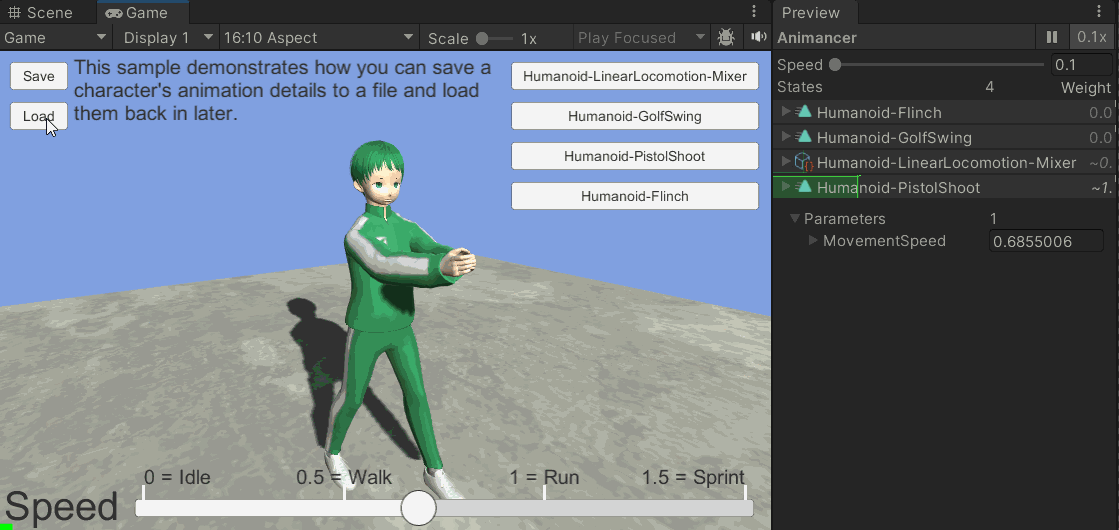 Scene
Game
Game
Display 1
16:10 Aspect
Scale
1x
Play Focused
Save
Load
This sample demonstrates how you can save a
character's animation details to a file and load
them back in later.
Humanoid-LinearLocomotion-Mixer
Humanoid-GolfSwing
Humanoid-PistolShoot
Humanoid-Flinch
0 = Idle
0.5 = Walk
1 = Run
1.5 = Sprint
Speed
Preview
Animancer
0.1x
Speed
0.1
States
4
Weight
Humanoid-Flinch
0.0
Humanoid-GolfSwing
0.0
Humanoid-LinearLocomotion-Mixer
~0.
Humanoid-PistolShoot
~1.
Parameters
1
MovementSpeed
0.6855006